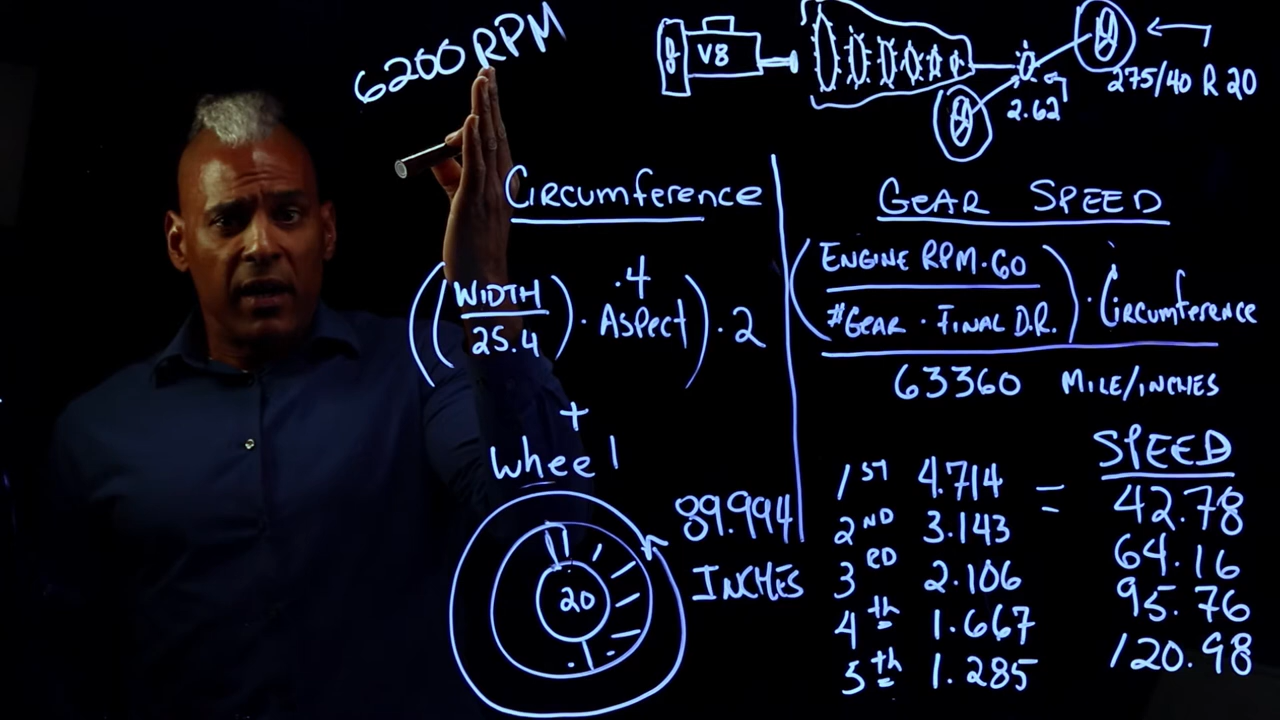 6200 RPM
V8
2.62
275/40 R 20
CIRCUMFERENCE
((WIDTH / 25.4) · .4 ASPECT) · 2
+
Wheel
20
89.994
INCHES
GEAR SPEED
(ENGINE RPM · 60 / #GEAR · FINAL D.R.) · CIRCUMFERENCE
63360 MILE/INCHES
SPEED
1ST 4.714 = 42.78
2ND 3.143 64.16
3RD 2.106 95.76
4th 1.667 120.98
5th 1.285